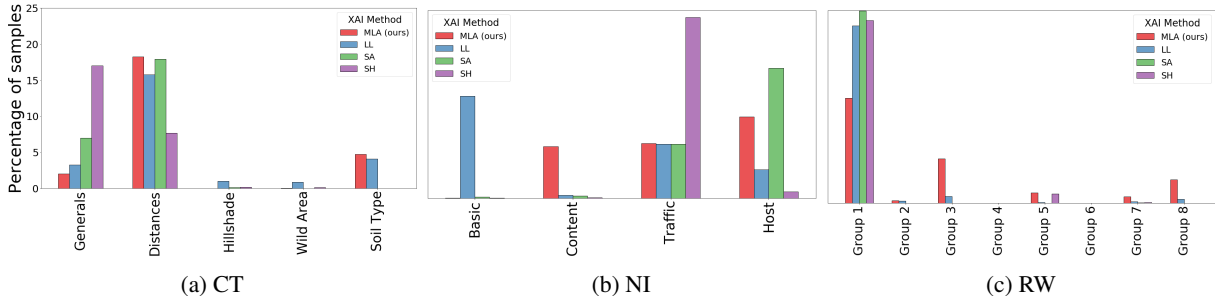 Percentage of samples
25
20
15
10
5
0
XAI Method
MLA (ours)
LL
SA
SH
Generals
Distances
Hillshade
Wild Area
Soil Type
(a) CT
XAI Method
MLA (ours)
LL
SA
SH
Basic
Content
Traffic
Host
(b) NI
XAI Method
MLA (ours)
LL
SA
SH
Group 1
Group 2
Group 3
Group 4
Group 5
Group 6
Group 7
Group 8
(c) RW